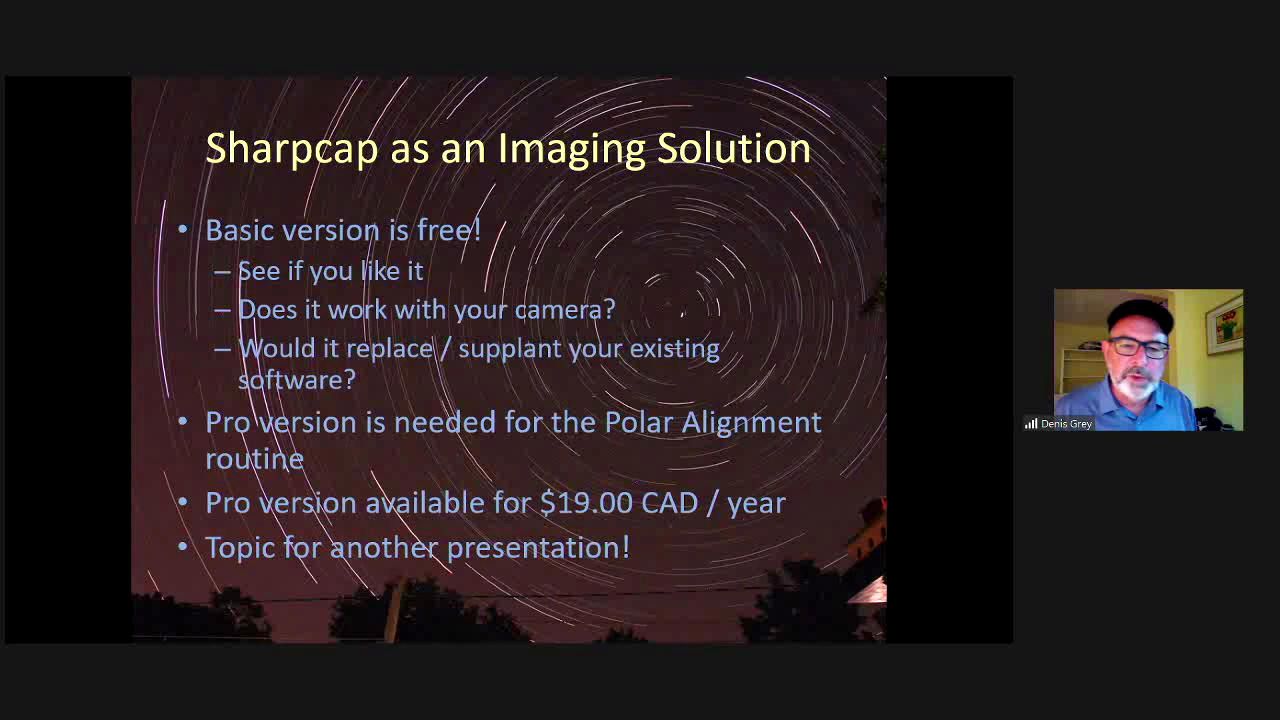 Sharpcap as an Imaging Solution
• Basic version is free!
– See if you like it
– Does it work with your camera?
– Would it replace / supplant your existing
software?
• Pro version is needed for the Polar Alignment
routine
• Pro version available for $19.00 CAD / year
• Topic for another presentation!
Denis Grey